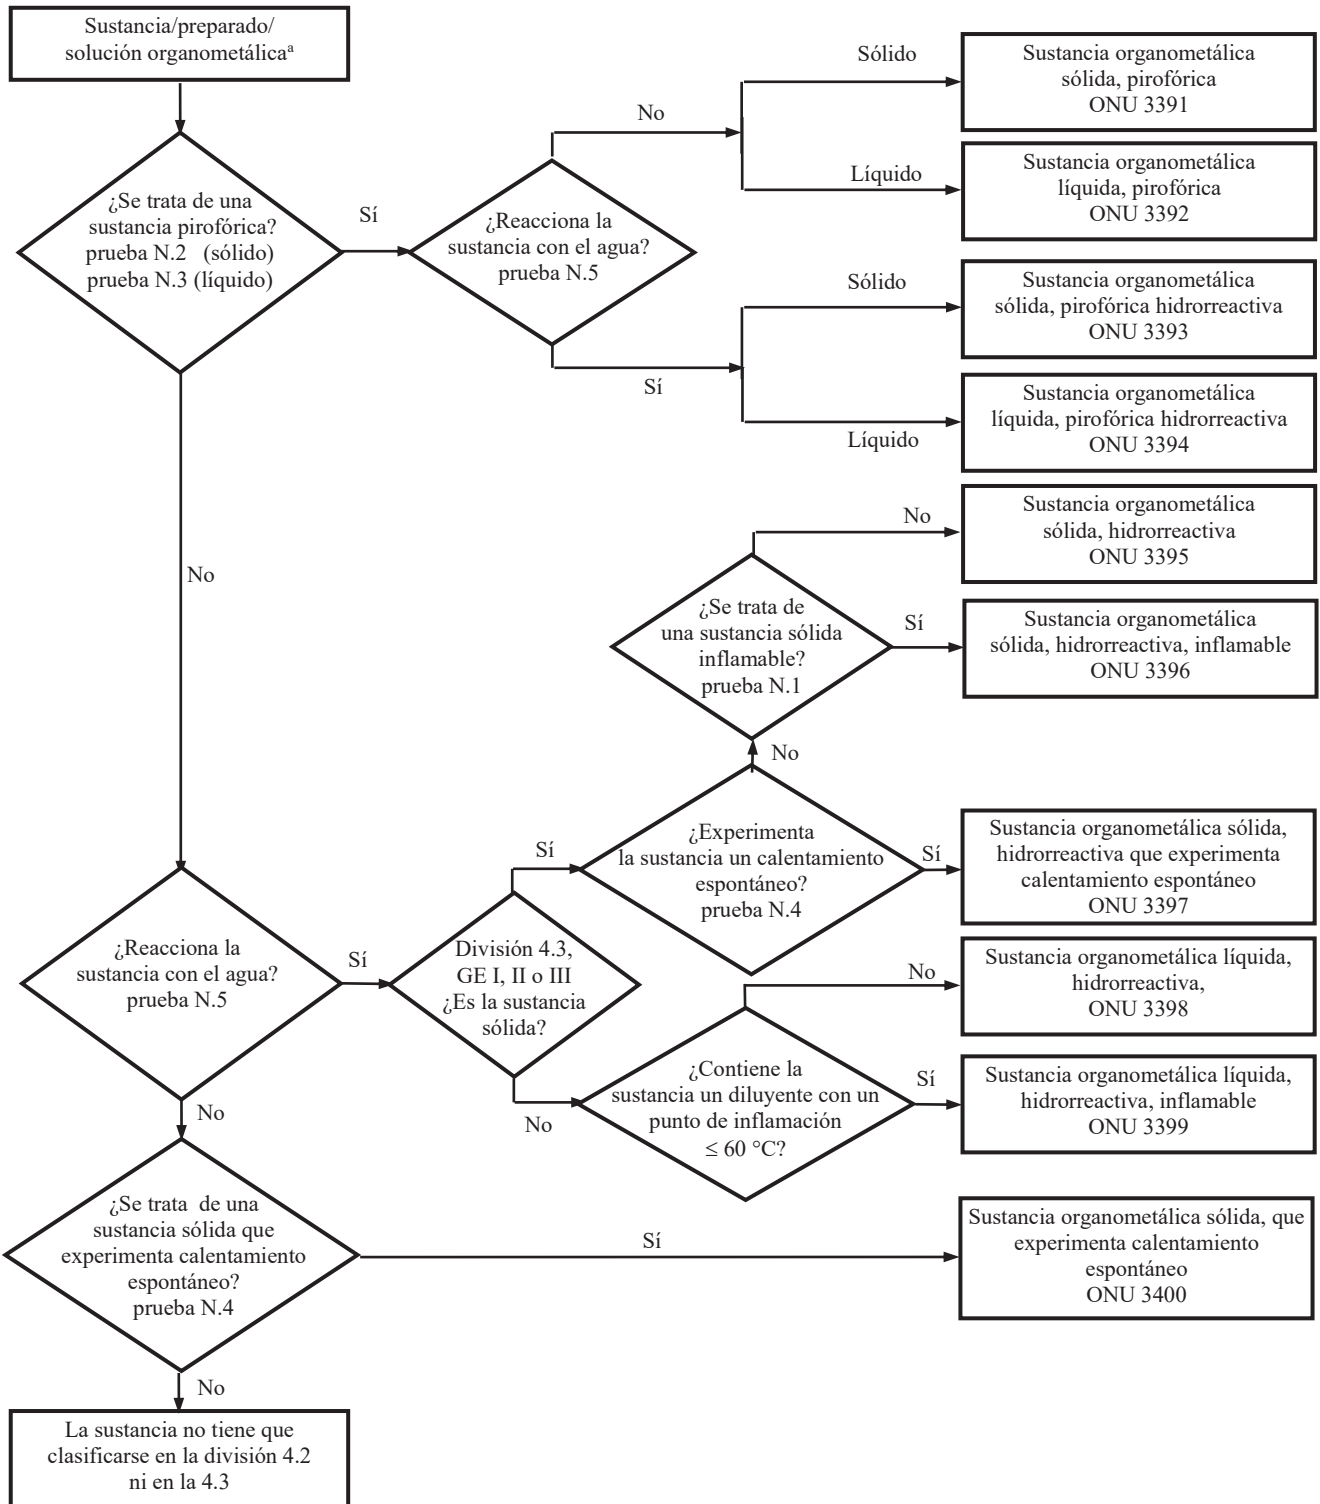 Sustancia/preparado/
solución organometálicaª
¿Se trata de una
sustancia pirofórica?
prueba N.2 (sólido)
prueba N.3 (líquido)
Sí
¿Reacciona la
sustancia con el agua?
prueba N.5
No
Sólido
Sustancia organometálica
sólida, pirofórica
ONU 3391
Líquido
Sustancia organometálica
líquida, pirofórica
ONU 3392
Sí
Sólido
Sustancia organometálica
sólida, pirofórica hidrorreactiva
ONU 3393
Líquido
Sustancia organometálica
líquida, pirofórica hidrorreactiva
ONU 3394
No
¿Reacciona la
sustancia con el agua?
prueba N.5
Sí
División 4.3,
GE I, II o III
¿Es la sustancia
sólida?
Sí
¿Experimenta
la sustancia un calentamiento
espontáneo?
prueba N.4
No
¿Se trata de
una sustancia sólida
inflamable?
prueba N.1
No
Sustancia organometálica
sólida, hidrorreactiva
ONU 3395
Sí
Sustancia organometálica
sólida, hidrorreactiva, inflamable
ONU 3396
Sí
Sustancia organometálica sólida,
hidrorreactiva que experimenta
calentamiento espontáneo
ONU 3397
No
¿Contiene la
sustancia un diluyente con un
punto de inflamación
≤ 60 °C?
No
Sustancia organometálica líquida,
hidrorreactiva,
ONU 3398
Sí
Sustancia organometálica líquida,
hidrorreactiva, inflamable
ONU 3399
No
¿Se trata de una
sustancia sólida que
experimenta calentamiento
espontáneo?
prueba N.4
Sí
Sustancia organometálica sólida, que
experimenta calentamiento
espontáneo
ONU 3400
No
La sustancia no tiene que
clasificarse en la división 4.2
ni en la 4.3